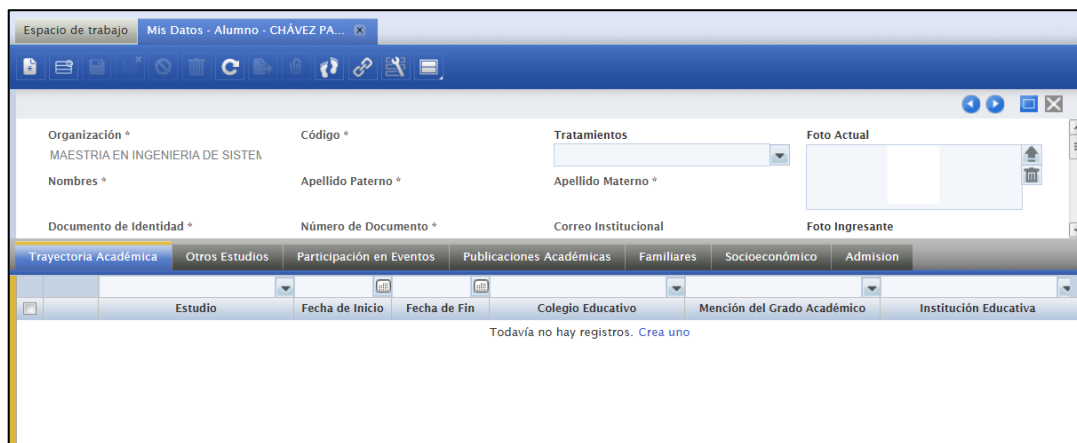 Espacio de trabajo Mis Datos - Alumno - CHÁVEZ PA...
Organización * Código * Tratamientos Foto Actual
MAESTRIA EN INGENIERIA DE SISTEM
Nombres * Apellido Paterno * Apellido Materno *
Documento de Identidad * Número de Documento * Correo Institucional Foto Ingresante
Trayectoria Académica Otros Estudios Participación en Eventos Publicaciones Académicas Familiares Socioeconómico Admision
Estudio Fecha de Inicio Fecha de Fin Colegio Educativo Mención del Grado Académico Institución Educativa
Todavía no hay registros. Crea uno